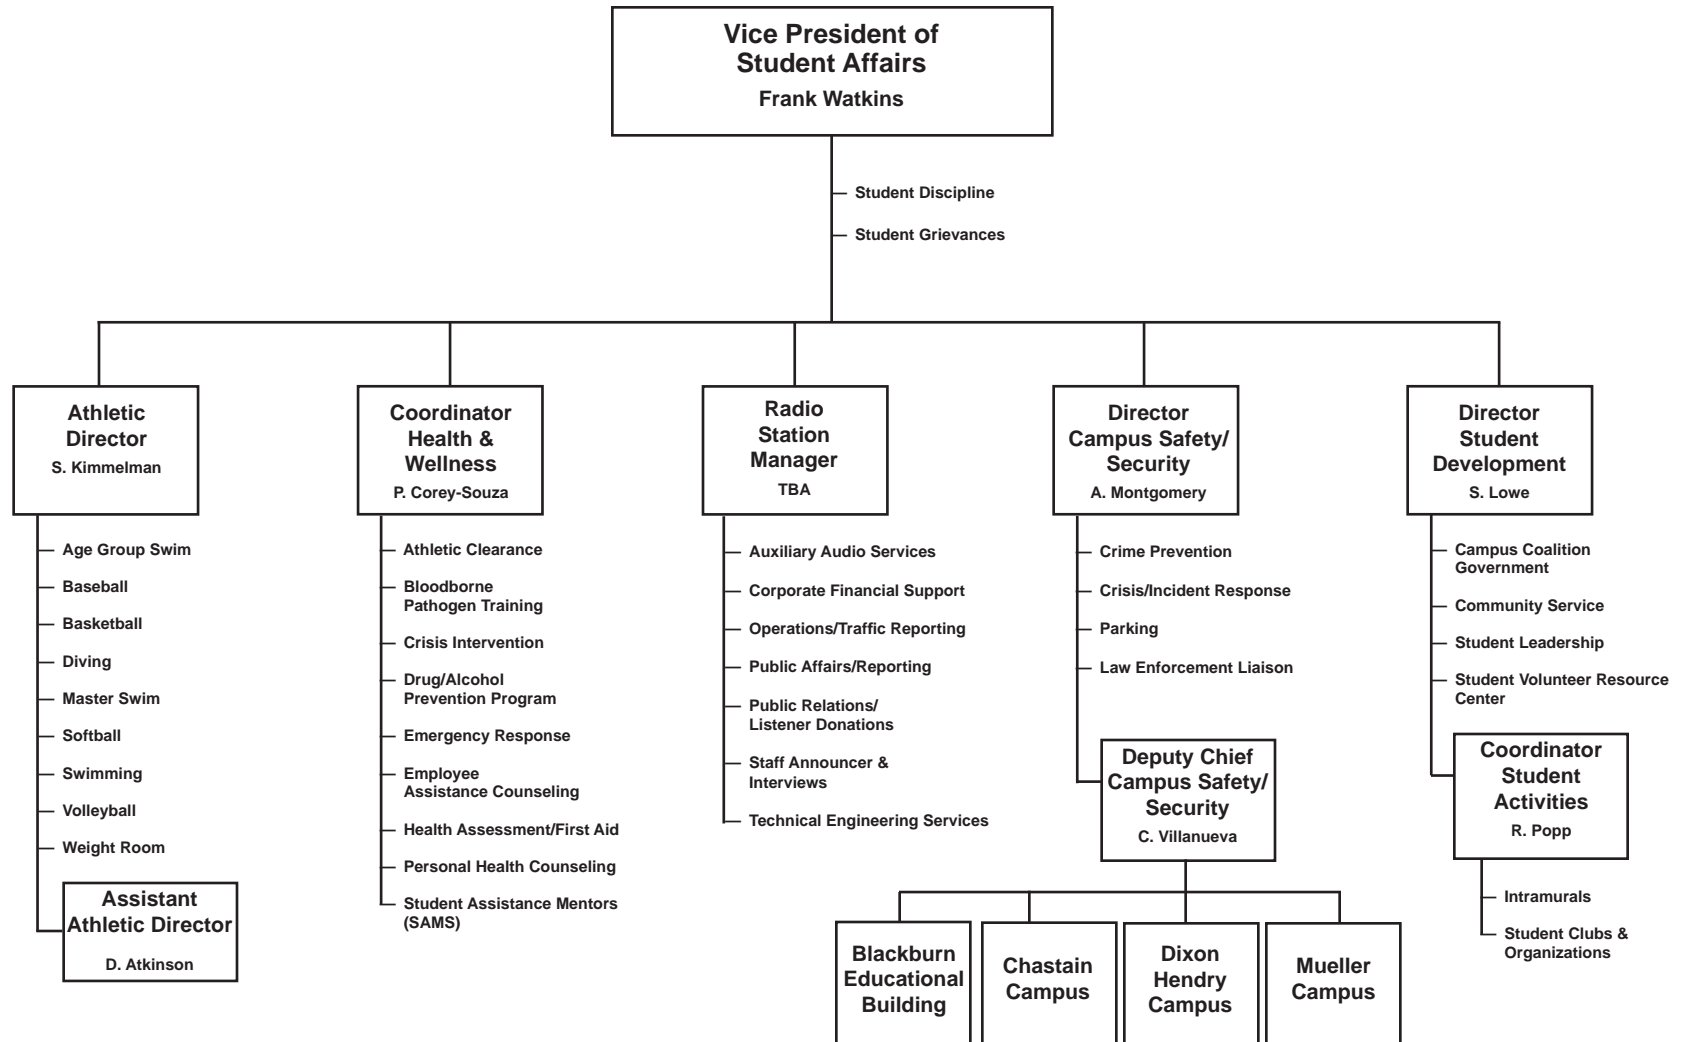 Vice President of
Student Affairs
Frank Watkins
Student Discipline
Student Grievances
Athletic
Director
S. Kimmelman
Age Group Swim
Baseball
Basketball
Diving
Master Swim
Softball
Swimming
Volleyball
Weight Room
Assistant
Athletic Director
D. Atkinson
Coordinator
Health &
Wellness
P. Corey-Souza
Athletic Clearance
Bloodborne
Pathogen Training
Crisis Intervention
Drug/Alcohol
Prevention Program
Emergency Response
Employee
Assistance Counseling
Health Assessment/First Aid
Personal Health Counseling
Student Assistance Mentors
(SAMS)
Radio
Station
Manager
TBA
Auxiliary Audio Services
Corporate Financial Support
Operations/Traffic Reporting
Public Affairs/Reporting
Public Relations/
Listener Donations
Staff Announcer &
Interviews
Technical Engineering Services
Director
Campus Safety/
Security
A. Montgomery
Crime Prevention
Crisis/Incident Response
Parking
Law Enforcement Liaison
Deputy Chief
Campus Safety/
Security
C. Villanueva
Blackburn
Educational
Building
Chastain
Campus
Dixon
Hendry
Campus
Mueller
Campus
Director
Student
Development
S. Lowe
Campus Coalition
Government
Community Service
Student Leadership
Student Volunteer Resource
Center
Coordinator
Student
Activities
R. Popp
Intramurals
Student Clubs &
Organizations